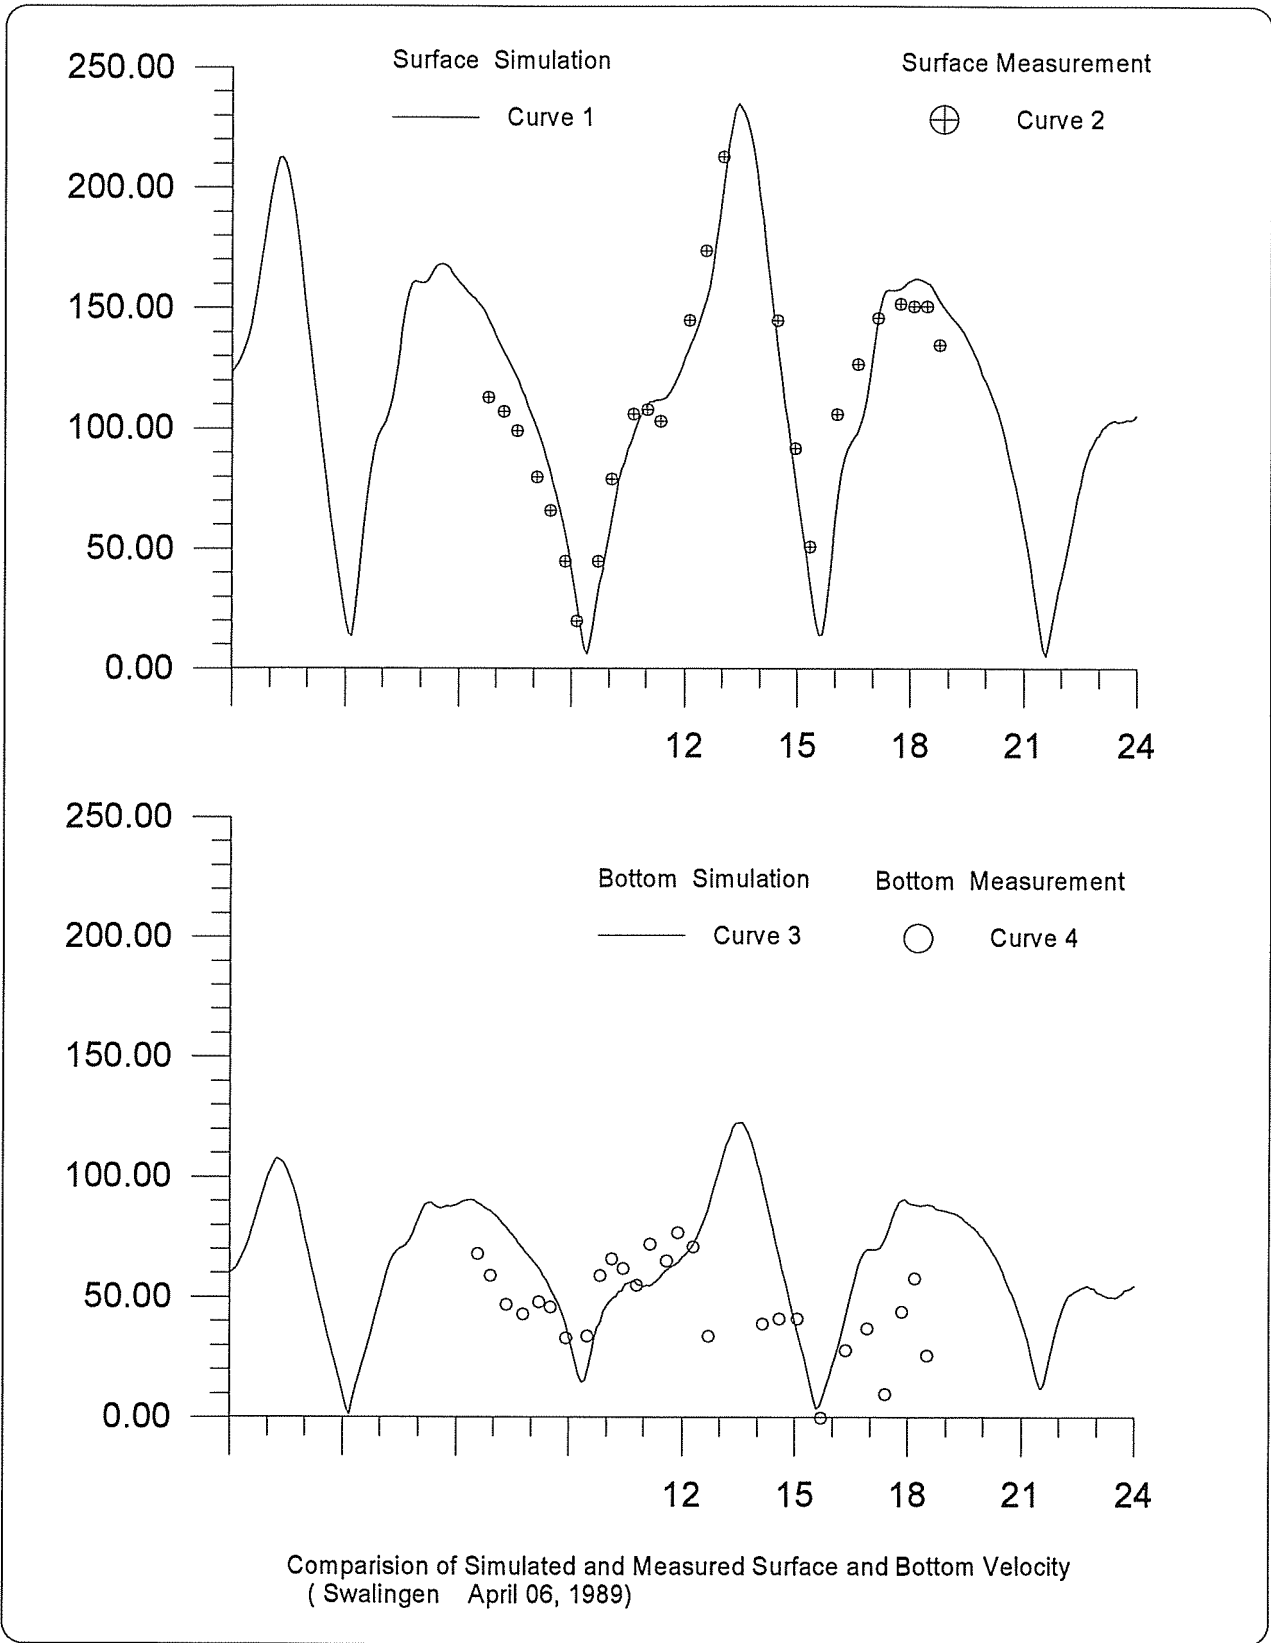 250.00
Surface Simulation
Surface Measurement
Curve 1
Curve 2
200.00
150.00
100.00
50.00
0.00
12 15 18 21 24
250.00
Bottom Simulation
Bottom Measurement
200.00
Curve 3
Curve 4
150.00
100.00
50.00
0.00
12 15 18 21 24
Comparision of Simulated and Measured Surface and Bottom Velocity
( Swalingen April 06, 1989)